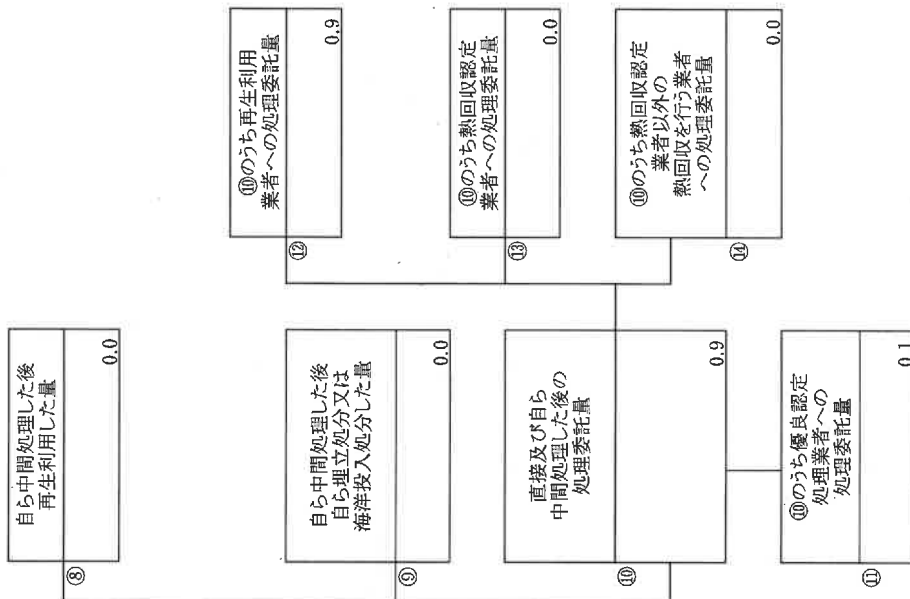 ⑧
自ら中間処理した後
再生利用した量
0.0
⑨
自ら中間処理した後
自ら埋立処分又は
海洋投入処分した量
0.0
⑩
直接及び自ら
中間処理した後の
処理委託量
0.9
⑪
⑩のうち優良認定
処理業者への
処理委託量
0.1
⑫
⑩のうち再生利用
業者への処理委託量
0.9
⑬
⑩のうち熱回収認定
業者への処理委託量
0.0
⑭
⑩のうち熱回収認定
業者以外の
熱回収を行う業者
への処理委託量
0.0